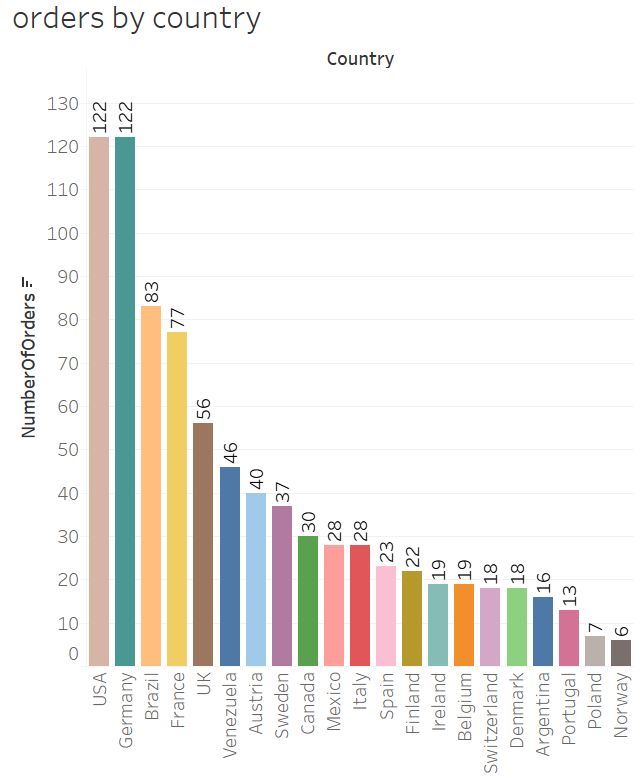 orders by country
Country
NumberOfOrders
130
120
110
100
90
80
70
60
50
40
30
20
10
0
122
122
83
77
56
46
40
37
30
28
28
23
22
19
19
18
18
16
13
7
6
USA
Germany
Brazil
France
UK
Venezuela
Austria
Sweden
Canada
Mexico
Italy
Spain
Finland
Ireland
Belgium
Switzerland
Denmark
Argentina
Portugal
Poland
Norway